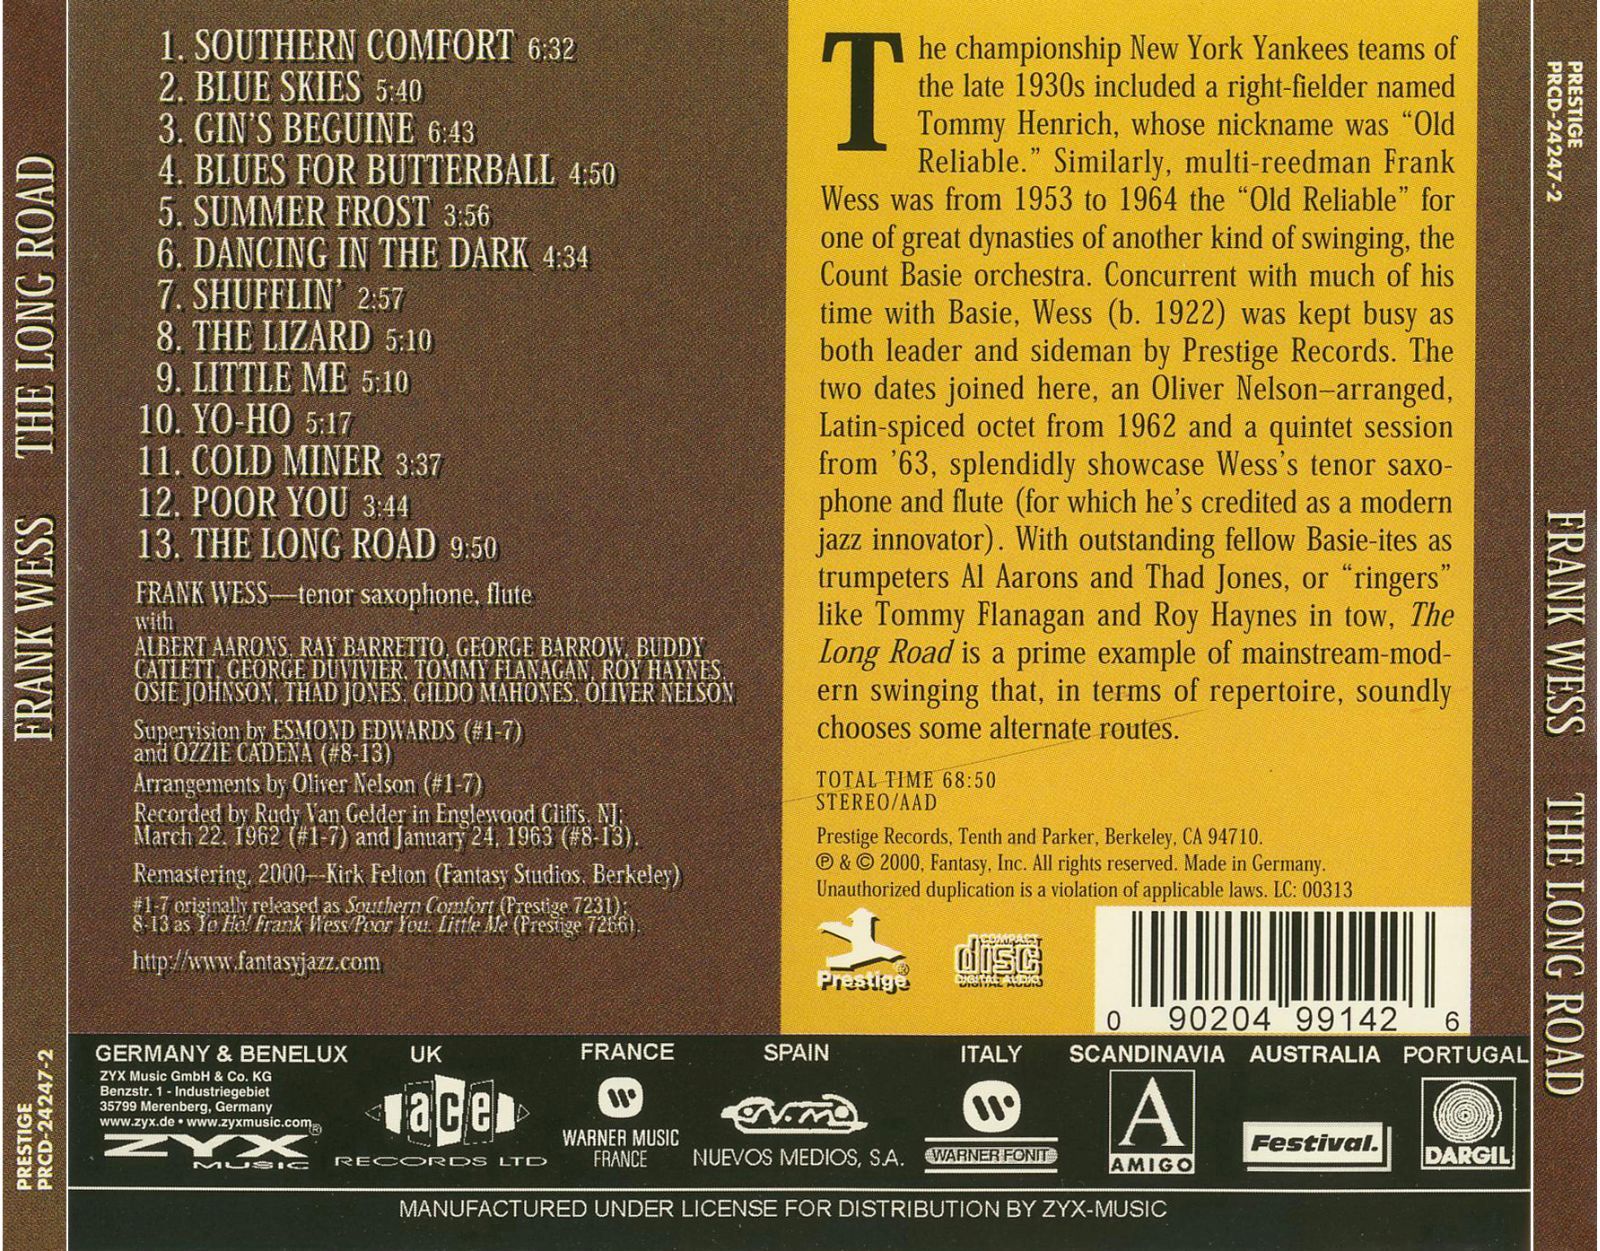 FRANK WESS THE LONG ROAD
PRESTIGE
PRCD-24247-2
1. SOUTHERN COMFORT 6:32
2. BLUE SKIES 5:40
3. GIN'S BEGUINE 6:43
4. BLUES FOR BUTTERBALL 4:50
5. SUMMER FROST 3:56
6. DANCING IN THE DARK 4:34
7. SHUFFLIN' 2:57
8. THE LIZARD 5:10
9. LITTLE ME 5:10
10. YO-HO 5:17
11. COLD MINER 3:37
12. POOR YOU 3:44
13. THE LONG ROAD 9:50
FRANK WESS—tenor saxophone, flute
with
ALBERT AARONS, RAY BARRETTO, GEORGE BARROW, BUDDY
CATLETT, GEORGE DUVIVIER, TOMMY FLANAGAN, ROY HAYNES,
OSIE JOHNSON, THAD JONES, GILDO MAHONES, OLIVER NELSON
Supervision by ESMOND EDWARDS (#1-7)
and OZZIE CADENA (#8-13)
Arrangements by Oliver Nelson (#1-7)
Recorded by Rudy Van Gelder in Englewood Cliffs, NJ;
March 22, 1962 (#1-7) and January 24, 1963 (#8-13).
Remastering, 2000—Kirk Felton (Fantasy Studios, Berkeley)
#1-7 originally released as Southern Comfort (Prestige 7231);
8-13 as Yo Ho! Frank Wess/Poor You, Little Me (Prestige 7266).
http://www.fantasyjazz.com
The championship New York Yankees teams of
the late 1930s included a right-fielder named
Tommy Henrich, whose nickname was “Old
Reliable.” Similarly, multi-reedman Frank
Wess was from 1953 to 1964 the “Old Reliable” for
one of great dynasties of another kind of swinging, the
Count Basie orchestra. Concurrent with much of his
time with Basie, Wess (b. 1922) was kept busy as
both leader and sideman by Prestige Records. The
two dates joined here, an Oliver Nelson–arranged,
Latin-spiced octet from 1962 and a quintet session
from ’63, splendidly showcase Wess’s tenor saxo-
phone and flute (for which he’s credited as a modern
jazz innovator). With outstanding fellow Basie-ites as
trumpeters Al Aarons and Thad Jones, or “ringers”
like Tommy Flanagan and Roy Haynes in tow, The
Long Road is a prime example of mainstream-mod-
ern swinging that, in terms of repertoire, soundly
chooses some alternate routes.
TOTAL TIME 68:50
STEREO/AAD
Prestige Records, Tenth and Parker, Berkeley, CA 94710.
℗ & © 2000, Fantasy, Inc. All rights reserved. Made in Germany.
Unauthorized duplication is a violation of applicable laws. LC: 00313
Prestige®
COMPACT
disc
DIGITAL AUDIO
0 90204 99142 6
GERMANY & BENELUX
ZYX Music GmbH & Co. KG
Benzstr. 1 - Industriegebiet
35799 Merenberg, Germany
www.zyx.de • www.zyxmusic.com
ZYX®
MUSIC
UK
ace
RECORDS LTD
FRANCE
WARNER MUSIC
FRANCE
SPAIN
NUEVOS MEDIOS, S.A.
ITALY
WARNER FONIT
SCANDINAVIA
A
AMIGO
AUSTRALIA
Festival.
PORTUGAL
DARGIL
MANUFACTURED UNDER LICENSE FOR DISTRIBUTION BY ZYX-MUSIC
PRESTIGE
PRCD-24247-2
FRANK WESS THE LONG ROAD